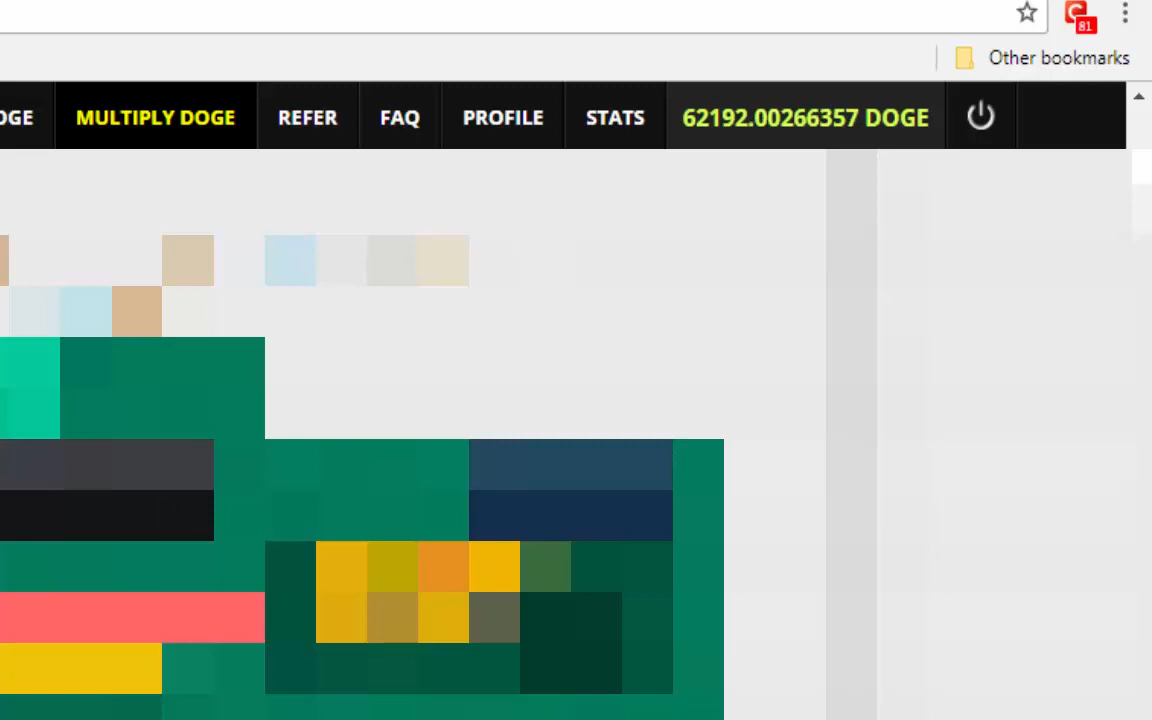 81
Other bookmarks
OGE MULTIPLY DOGE REFER FAQ PROFILE STATS 62192.00266357 DOGE